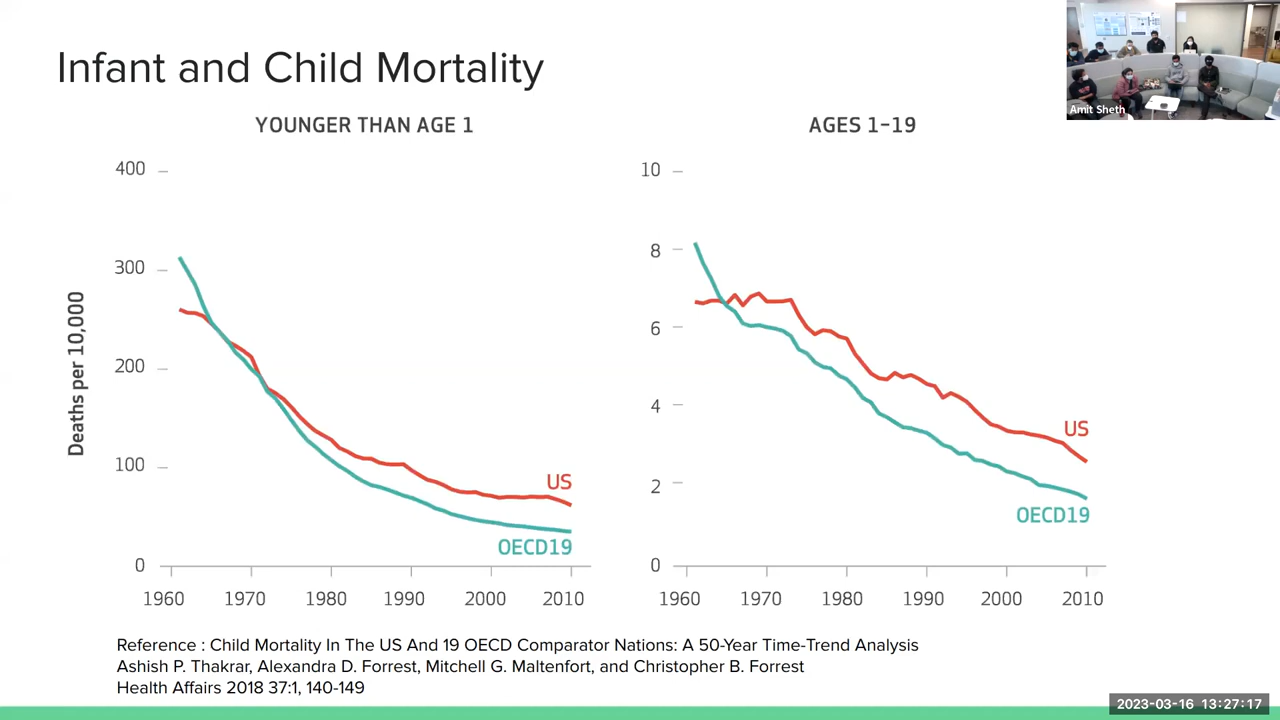 Infant and Child Mortality
Amit Sheth
YOUNGER THAN AGE 1
AGES 1–19
Deaths per 10,000
400
300
200
100
0
1960 1970 1980 1990 2000 2010
US
OECD19
10
8
6
4
2
0
1960 1970 1980 1990 2000 2010
US
OECD19
Reference : Child Mortality In The US And 19 OECD Comparator Nations: A 50-Year Time-Trend Analysis
Ashish P. Thakrar, Alexandra D. Forrest, Mitchell G. Maltenfort, and Christopher B. Forrest
Health Affairs 2018 37:1, 140-149
2023-03-16 13:27:17